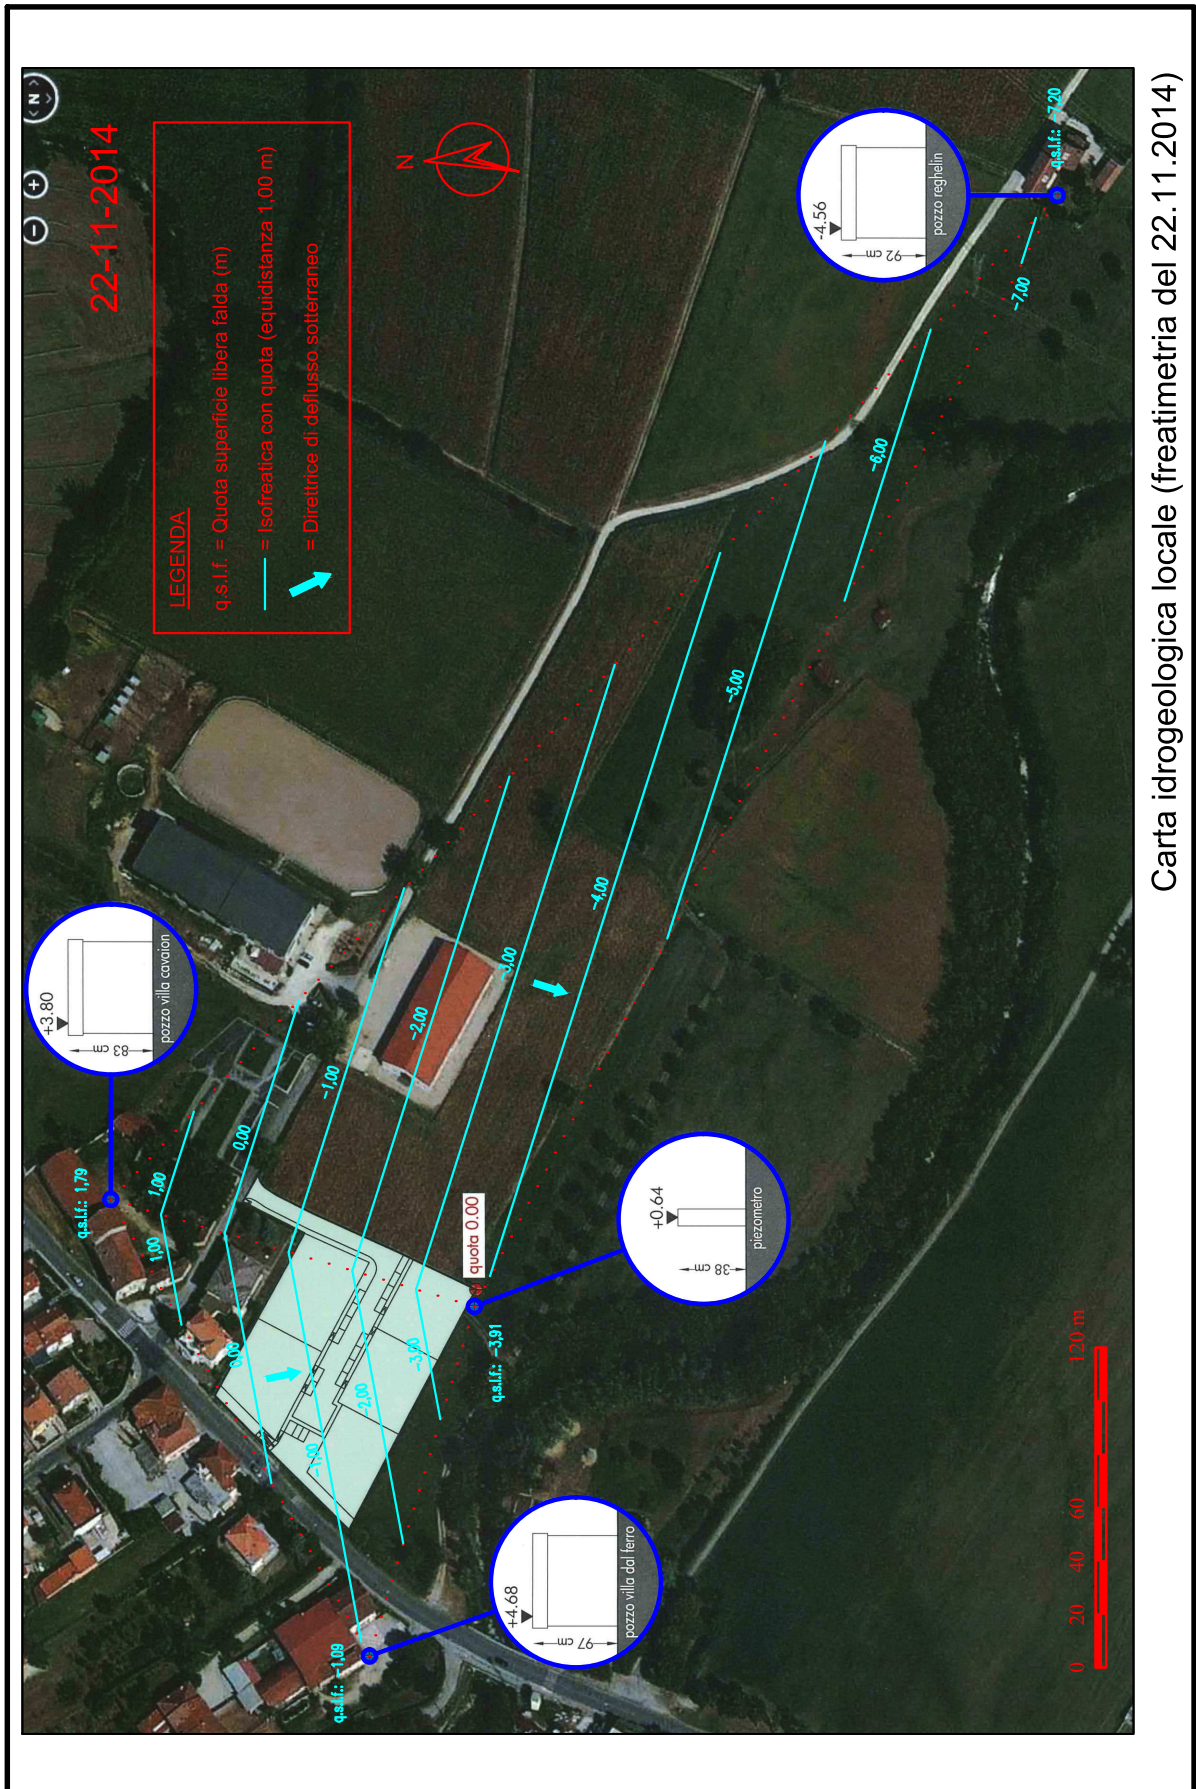 Carta idrogeologica locale (freatimetria del 22.11.2014)
22-11-2014
N
LEGENDA
q.s.l.f. = Quota superficie libera falda (m)
= Isofreatica con quota (equidistanza 1,00 m)
= Direttrice di deflusso sotterraneo
N
+3.80
83 cm
pozzo villa cavaion
q.s.l.f.: 1,79
-4.56
92 cm
pozzo reghelin
q.s.l.f.: -7,20
+0.64
38 cm
piezometro
q.s.l.f.: -3,91
quota 0.00
+4.68
97 cm
pozzo villa dal ferro
q.s.l.f.: -1,09
1,00
1,00
0,00
0,00
-1,00
-1,00
-2,00
-2,00
-3,00
-3,00
-4,00
-5,00
-6,00
-7,00
0 20 40 60 120 m